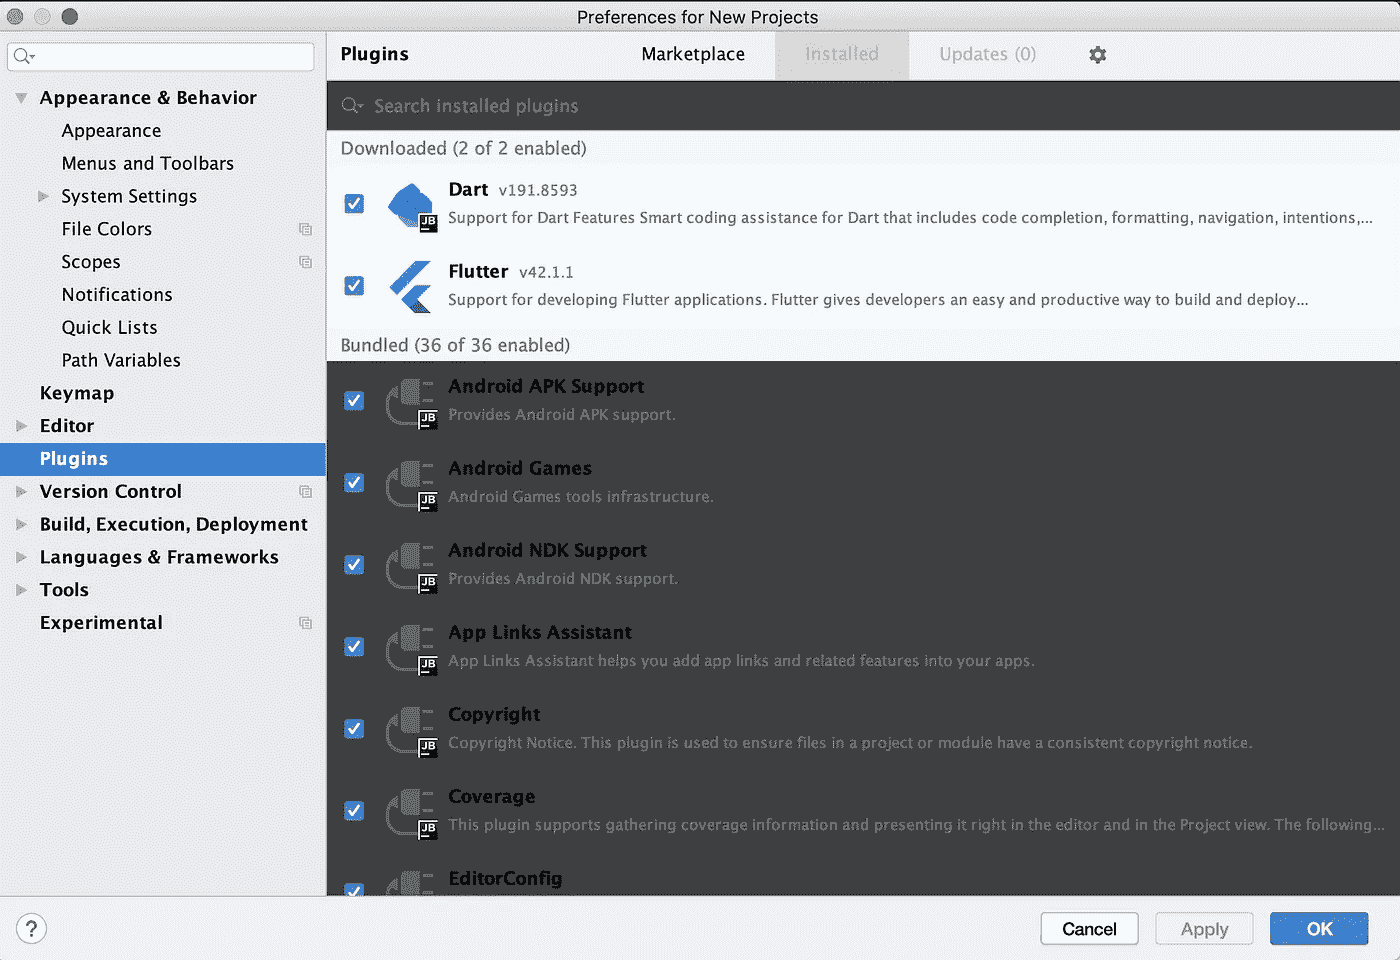 Preferences for New Projects
Appearance & Behavior
Appearance
Menus and Toolbars
System Settings
File Colors
Scopes
Notifications
Quick Lists
Path Variables
Keymap
Editor
Plugins
Version Control
Build, Execution, Deployment
Languages & Frameworks
Tools
Experimental
Plugins
Marketplace
Installed
Updates (0)
Search installed plugins
Downloaded (2 of 2 enabled)
Dart v191.8593
JB
Support for Dart Features Smart coding assistance for Dart that includes code completion, formatting, navigation, intentions,...
Flutter v42.1.1
Support for developing Flutter applications. Flutter gives developers an easy and productive way to build and deploy...
Bundled (36 of 36 enabled)
Android APK Support
JB
Provides Android APK support.
Android Games
JB
Android Games tools infrastructure.
Android NDK Support
JB
Provides Android NDK support.
App Links Assistant
JB
App Links Assistant helps you add app links and related features into your apps.
Copyright
JB
Copyright Notice. This plugin is used to ensure files in a project or module have a consistent copyright notice.
Coverage
JB
This plugin supports gathering coverage information and presenting it right in the editor and in the Project view. The following...
EditorConfig
?
Cancel
Apply
OK